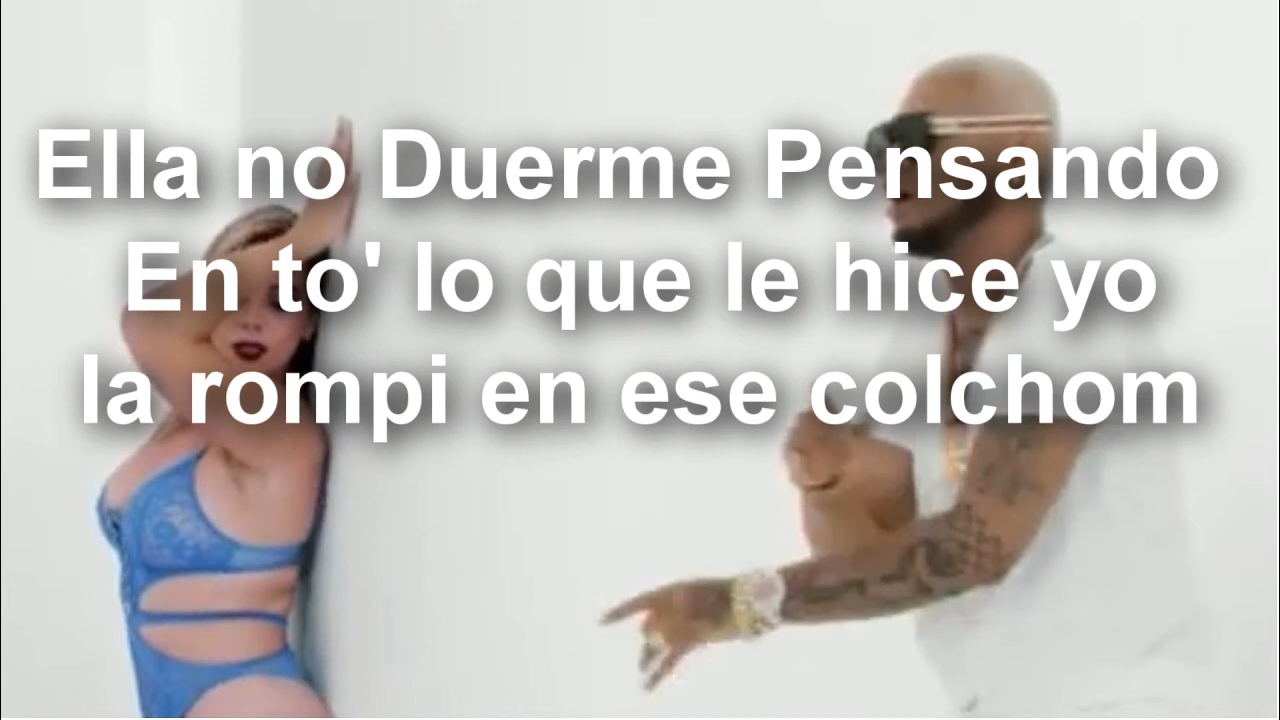 Ella no Duerme Pensando
En to' lo que le hice yo
la rompi en ese colchom